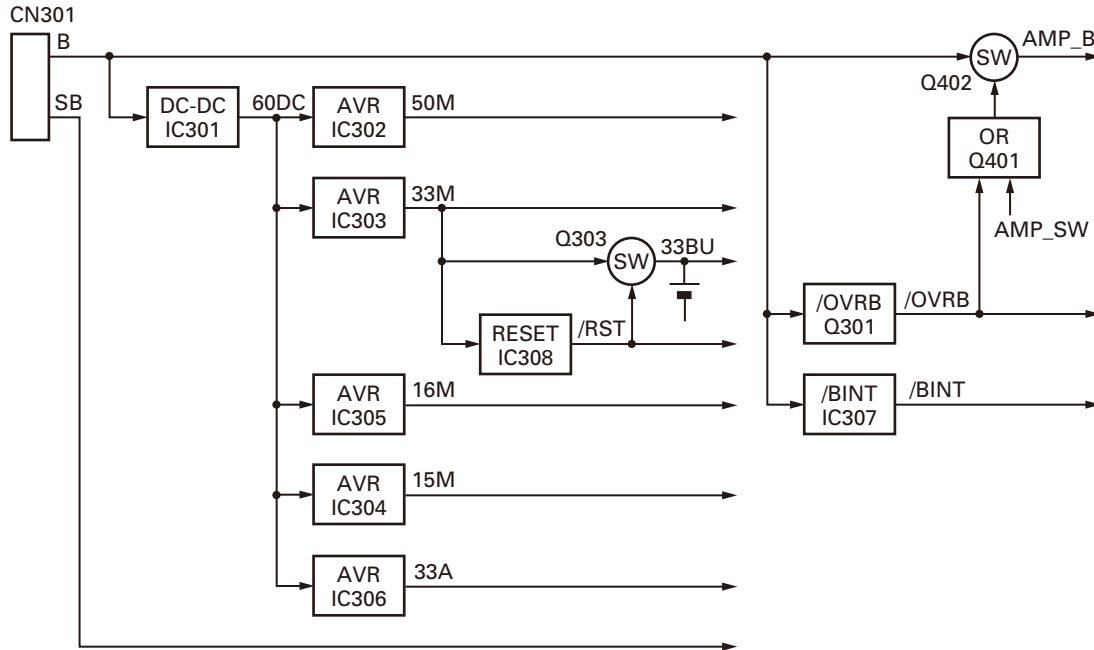 CN301
B
SB
DC-DC
IC301
60DC
AVR
IC302
50M
AVR
IC303
33M
Q303
SW
33BU
RESET
IC308
/RST
AVR
IC305
16M
AVR
IC304
15M
AVR
IC306
33A
SW
AMP_B
Q402
OR
Q401
AMP_SW
/OVRB
Q301
/OVRB
/BINT
IC307
/BINT